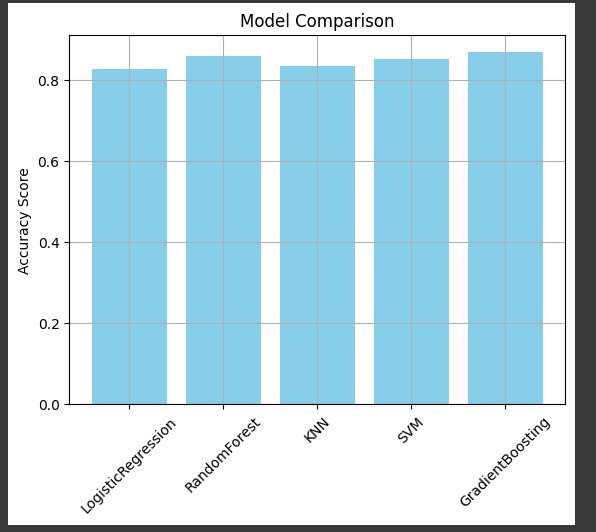 Model Comparison
Accuracy Score
0.8
0.6
0.4
0.2
0.0
LogisticRegression
RandomForest
KNN
SVM
GradientBoosting